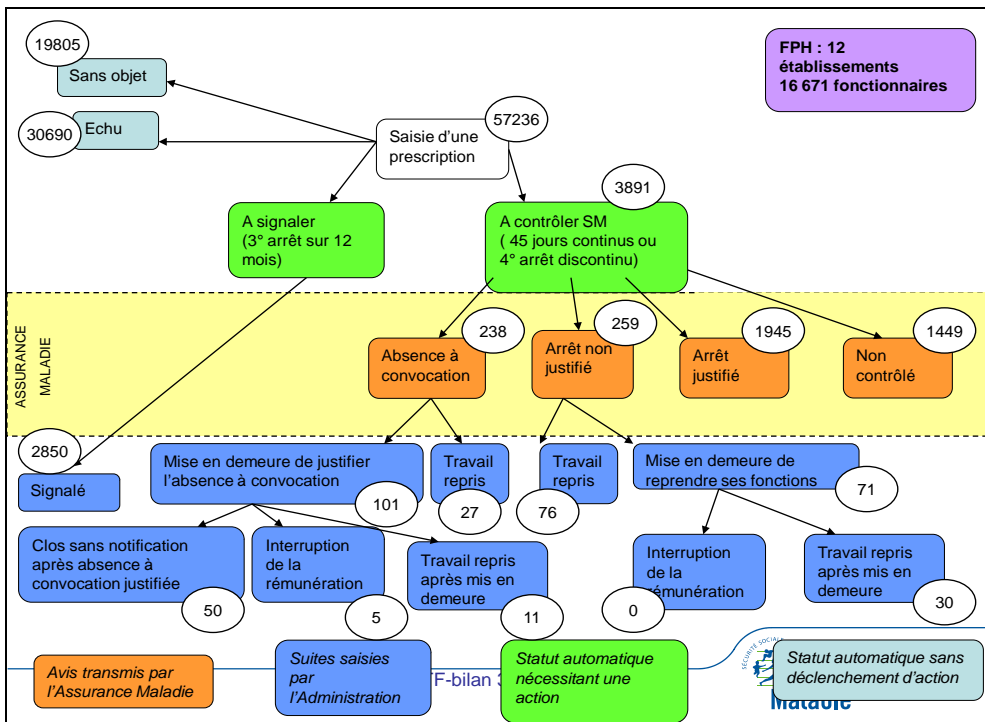 19805
Sans objet
FPH : 12
établissements
16 671 fonctionnaires
30690
Echu
57236
Saisie d'une
prescription
3891
A signaler
(3° arrêt sur 12
mois)
A contrôler SM
( 45 jours continus ou
4° arrêt discontinu)
ASSURANCE
MALADIE
238
259
1945
1449
Absence à
convocation
Arrêt non
justifié
Arrêt
justifié
Non
contrôlé
2850
Signalé
Mise en demeure de justifier
l'absence à convocation
101
Travail
repris
27
Travail
repris
76
Mise en demeure de
reprendre ses fonctions
71
Clos sans notification
après absence à
convocation justifiée
50
Interruption
de la
rémunération
5
Travail repris
après mis en
demeure
11
Interruption
de la
rémunération
0
Travail repris
après mis en
demeure
30
Avis transmis par
l'Assurance Maladie
Suites saisies
par
l'Administration
F-bilan
Statut automatique
nécessitant une
action
SÉCURITÉ SOCIALE
Statut automatique sans
déclenchement d'action